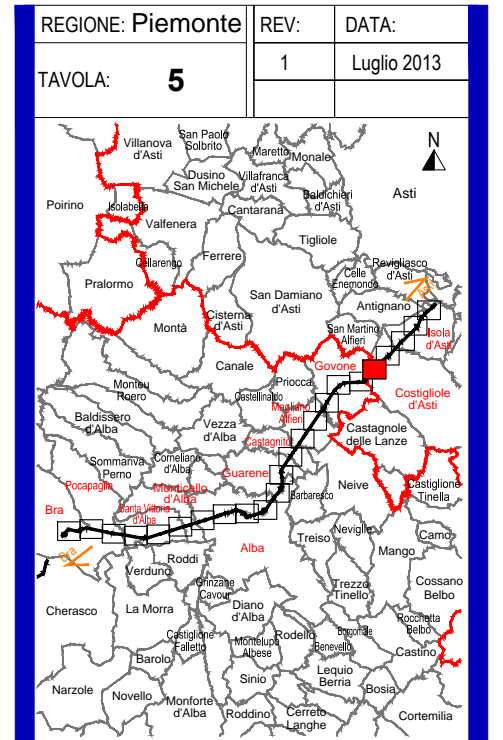 REGIONE: Piemonte
REV:
DATA:
TAVOLA: 5
1
Luglio 2013
N
Villanova
d'Asti
San Paolo
Solbrito
Maretto
Monale
Dusino
San Michele
Villafranca
d'Asti
Baldichieri
d'Asti
Asti
Poirino
Isolabella
Valfenera
Cantarana
Tigliole
Cellarengo
Ferrere
Revigliasco
d'Asti
Celle
Enemondo
Pralormo
San Damiano
d'Asti
Antignano
Cisterna
d'Asti
Montà
San Martino
Alfieri
Isola
d'Asti
Canale
Govone
Priocca
Monteu
Roero
Castellinaldo
Magliano
Alfieri
Costigliole
d'Asti
Baldissero
d'Alba
Vezza
d'Alba
Castagnito
Castagnole
delle Lanze
Sommariva
Perno
Corneliano
d'Alba
Guarene
Pocapaglia
Monticello
d'Alba
Neive
Castiglione
Tinella
Barbaresco
Bra
Santa Vittoria
d'Alba
Alba
Treiso
Neviglie
Camo
Mango
Bra
Roddi
Verduno
Grinzane
Cavour
Trezzo
Tinello
Cossano
Belbo
Cherasco
La Morra
Diano
d'Alba
Rocchetta
Belbo
Castiglione
Falletto
Montelupo
Albese
Rodello
Borgomale
Benevello
Castino
Barolo
Sinio
Lequio
Berria
Narzole
Novello
Bosia
Monforte
d'Alba
Roddino
Cerreto
Langhe
Cortemilia